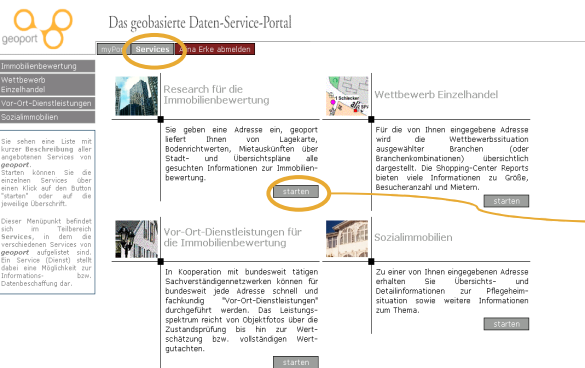 geoport
Das geobasierte Daten-Service-Portal
myPort Services Anna Erke abmelden
Immobilienbewertung
Wettbewerb
Einzelhandel
Vor-Ort-Dienstleistungen
Sozialimmobilien
Sie sehen eine Liste mit
kurzer Beschreibung aller
angebotenen Services von
geoport.
Starten können Sie die
einzelnen Services über
einen Klick auf den Button
"starten" oder auf die
jeweilige Überschrift.
Dieser Menüpunkt befindet
sich im Teilbereich
Services, in dem die
verschiedenen Services von
geoport aufgelistet sind.
Ein Service (Dienst) stellt
dabei eine Möglichkeit zur
Informations- bzw.
Datenbeschaffung dar.
Research für die
Immobilienbewertung
Sie geben eine Adresse ein, geoport
liefert Ihnen von Lagekarte,
Bodenrichtwerten, Mietauskünften über
Stadt- und Übersichtspläne alle
gesuchten Informationen zur Immobilien-
bewertung.
starten
Schlecker
Wettbewerb Einzelhandel
Für die von Ihnen eingegebene Adresse
wird die Wettbewerbssituation
ausgewählter Branchen (oder
Branchenkombinationen) übersichtlich
dargestellt. Die Shopping-Center Reports
bieten viele Informationen zu Größe,
Besucheranzahl und Mietern.
starten
Vor-Ort-Dienstleistungen für
die Immobilienbewertung
In Kooperation mit bundesweit tätigen
Sachverständigennetzwerken können für
bundesweit jede Adresse schnell und
fachkundig "Vor-Ort-Dienstleistungen"
durchgeführt werden. Das Leistungs-
spektrum reicht von Objektfotos über die
Zustandsprüfung bis hin zur Wert-
schätzung bzw. vollständigen Wert-
gutachten.
starten
Sozialimmobilien
Zu einer von Ihnen eingegebenen Adresse
erhalten Sie Übersichts- und
Detailinformationen zur Pflegeheim-
situation sowie weitere Informationen
zum Thema.
starten